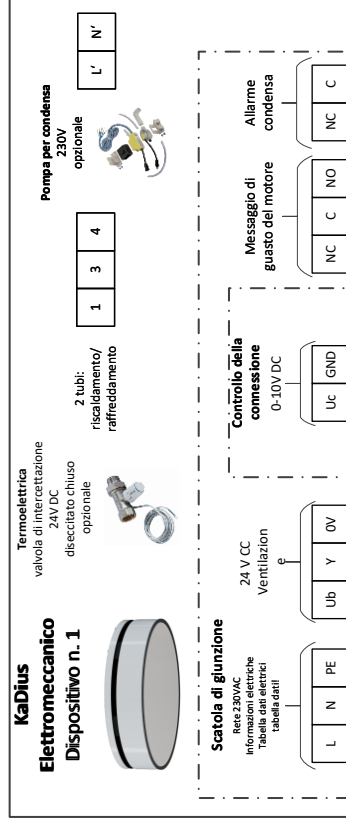 KaDius
Elettromeccanico
Dispositivo n. 1
Termoelettrica
valvola di intercettazione
24V DC
diseccitato chiuso
opzionale
2 tubi:
riscaldamento/
raffreddamento
1 3 4
Pompa per condensa
230V
opzionale
L' N'
Scatola di giunzione
Rete 230VAC
Informazioni elettriche
Tabella dati elettrici
tabella dati!
L N PE
24 V CC
Ventilazion
e
Ub Y 0V
Controllo della
connessione
0-10V DC
Uc GND
Messaggio di
guasto del motore
NC C NO
Allarme
condensa
NC C